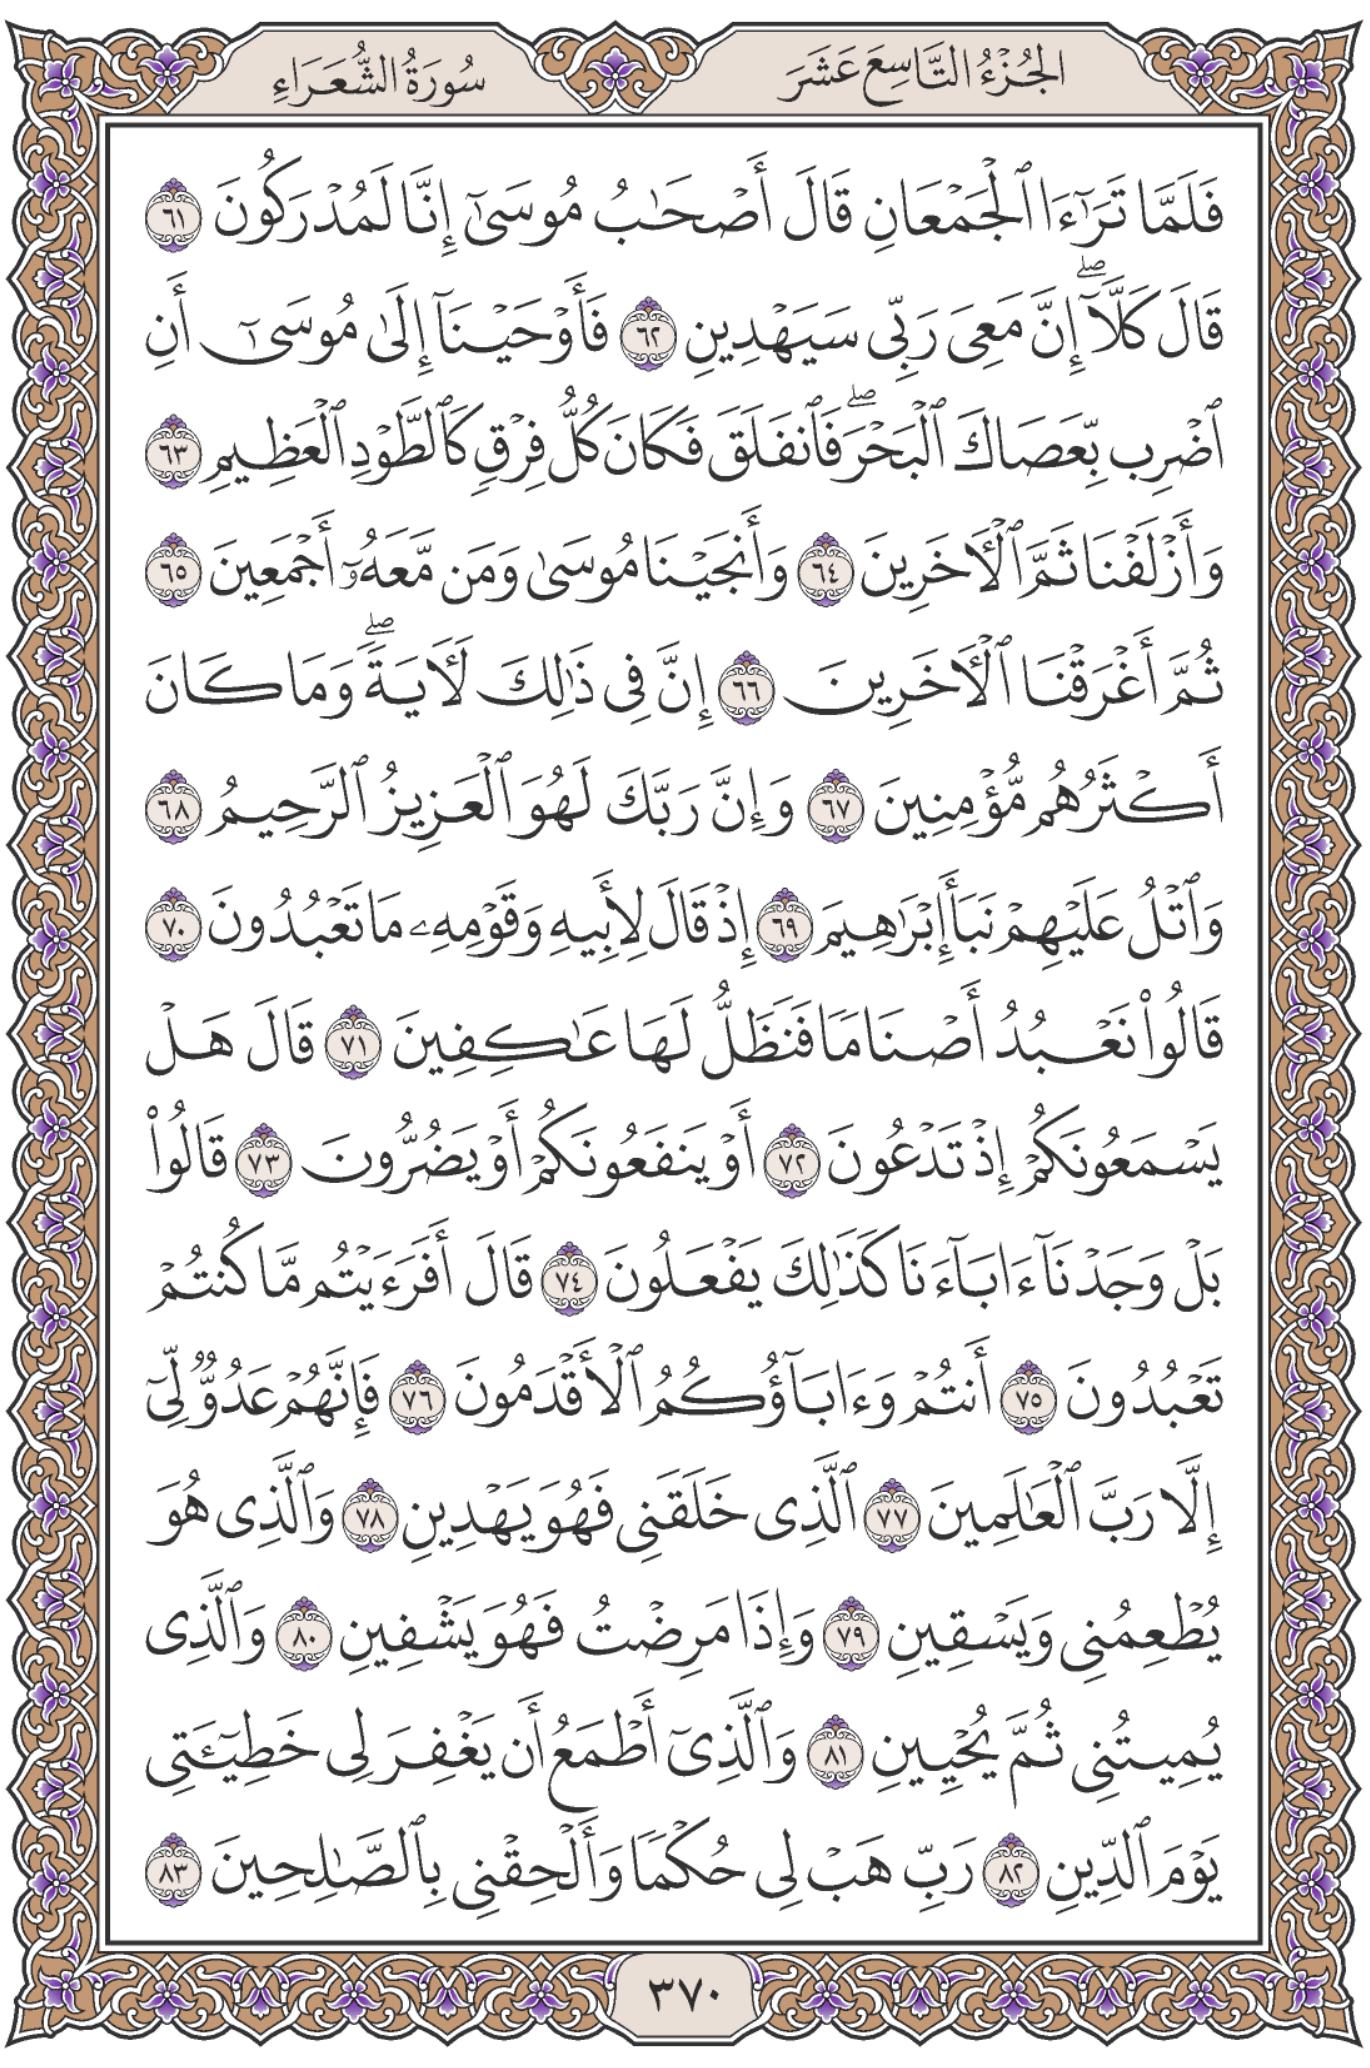 الجُزْءُ التَّاسِعَ عَشَرَ
سُورَةُ الشُّعَرَاءِ
فَلَمَّا تَرَٰٓءَا ٱلْجَمْعَانِ قَالَ أَصْحَٰبُ مُوسَىٰٓ إِنَّا لَمُدْرَكُونَ ٦١
قَالَ كَلَّآ ۖ إِنَّ مَعِىَ رَبِّى سَيَهْدِينِ ٦٢ فَأَوْحَيْنَآ إِلَىٰ مُوسَىٰٓ أَنِ
ٱضْرِب بِّعَصَاكَ ٱلْبَحْرَ ۖ فَٱنفَلَقَ فَكَانَ كُلُّ فِرْقٍ كَٱلطَّوْدِ ٱلْعَظِيمِ ٦٣
وَأَزْلَفْنَا ثَمَّ ٱلْـَٔاخَرِينَ ٦٤ وَأَنجَيْنَا مُوسَىٰ وَمَن مَّعَهُۥٓ أَجْمَعِينَ ٦٥
ثُمَّ أَغْرَقْنَا ٱلْـَٔاخَرِينَ ٦٦ إِنَّ فِى ذَٰلِكَ لَـَٔايَةً ۖ وَمَا كَانَ
أَكْثَرُهُم مُّؤْمِنِينَ ٦٧ وَإِنَّ رَبَّكَ لَهُوَ ٱلْعَزِيزُ ٱلرَّحِيمُ ٦٨
وَٱتْلُ عَلَيْهِمْ نَبَأَ إِبْرَٰهِيمَ ٦٩ إِذْ قَالَ لِأَبِيهِ وَقَوْمِهِۦ مَا تَعْبُدُونَ ٧٠
قَالُوا۟ نَعْبُدُ أَصْنَامًا فَنَظَلُّ لَهَا عَٰكِفِينَ ٧١ قَالَ هَلْ
يَسْمَعُونَكُمْ إِذْ تَدْعُونَ ٧٢ أَوْ يَنفَعُونَكُمْ أَوْ يَضُرُّونَ ٧٣ قَالُوا۟
بَلْ وَجَدْنَآ ءَابَآءَنَا كَذَٰلِكَ يَفْعَلُونَ ٧٤ قَالَ أَفَرَءَيْتُم مَّا كُنتُمْ
تَعْبُدُونَ ٧٥ أَنتُمْ وَءَابَآؤُكُمُ ٱلْأَقْدَمُونَ ٧٦ فَإِنَّهُمْ عَدُوٌّ لِّىٓ
إِلَّا رَبَّ ٱلْعَٰلَمِينَ ٧٧ ٱلَّذِى خَلَقَنِى فَهُوَ يَهْدِينِ ٧٨ وَٱلَّذِى هُوَ
يُطْعِمُنِى وَيَسْقِينِ ٧٩ وَإِذَا مَرِضْتُ فَهُوَ يَشْفِينِ ٨٠ وَٱلَّذِى
يُمِيتُنِى ثُمَّ يُحْيِينِ ٨١ وَٱلَّذِىٓ أَطْمَعُ أَن يَغْفِرَ لِى خَطِيٓـَٔتِى
يَوْمَ ٱلدِّينِ ٨٢ رَبِّ هَبْ لِى حُكْمًا وَأَلْحِقْنِى بِٱلصَّٰلِحِينَ ٨٣
٣٧٠